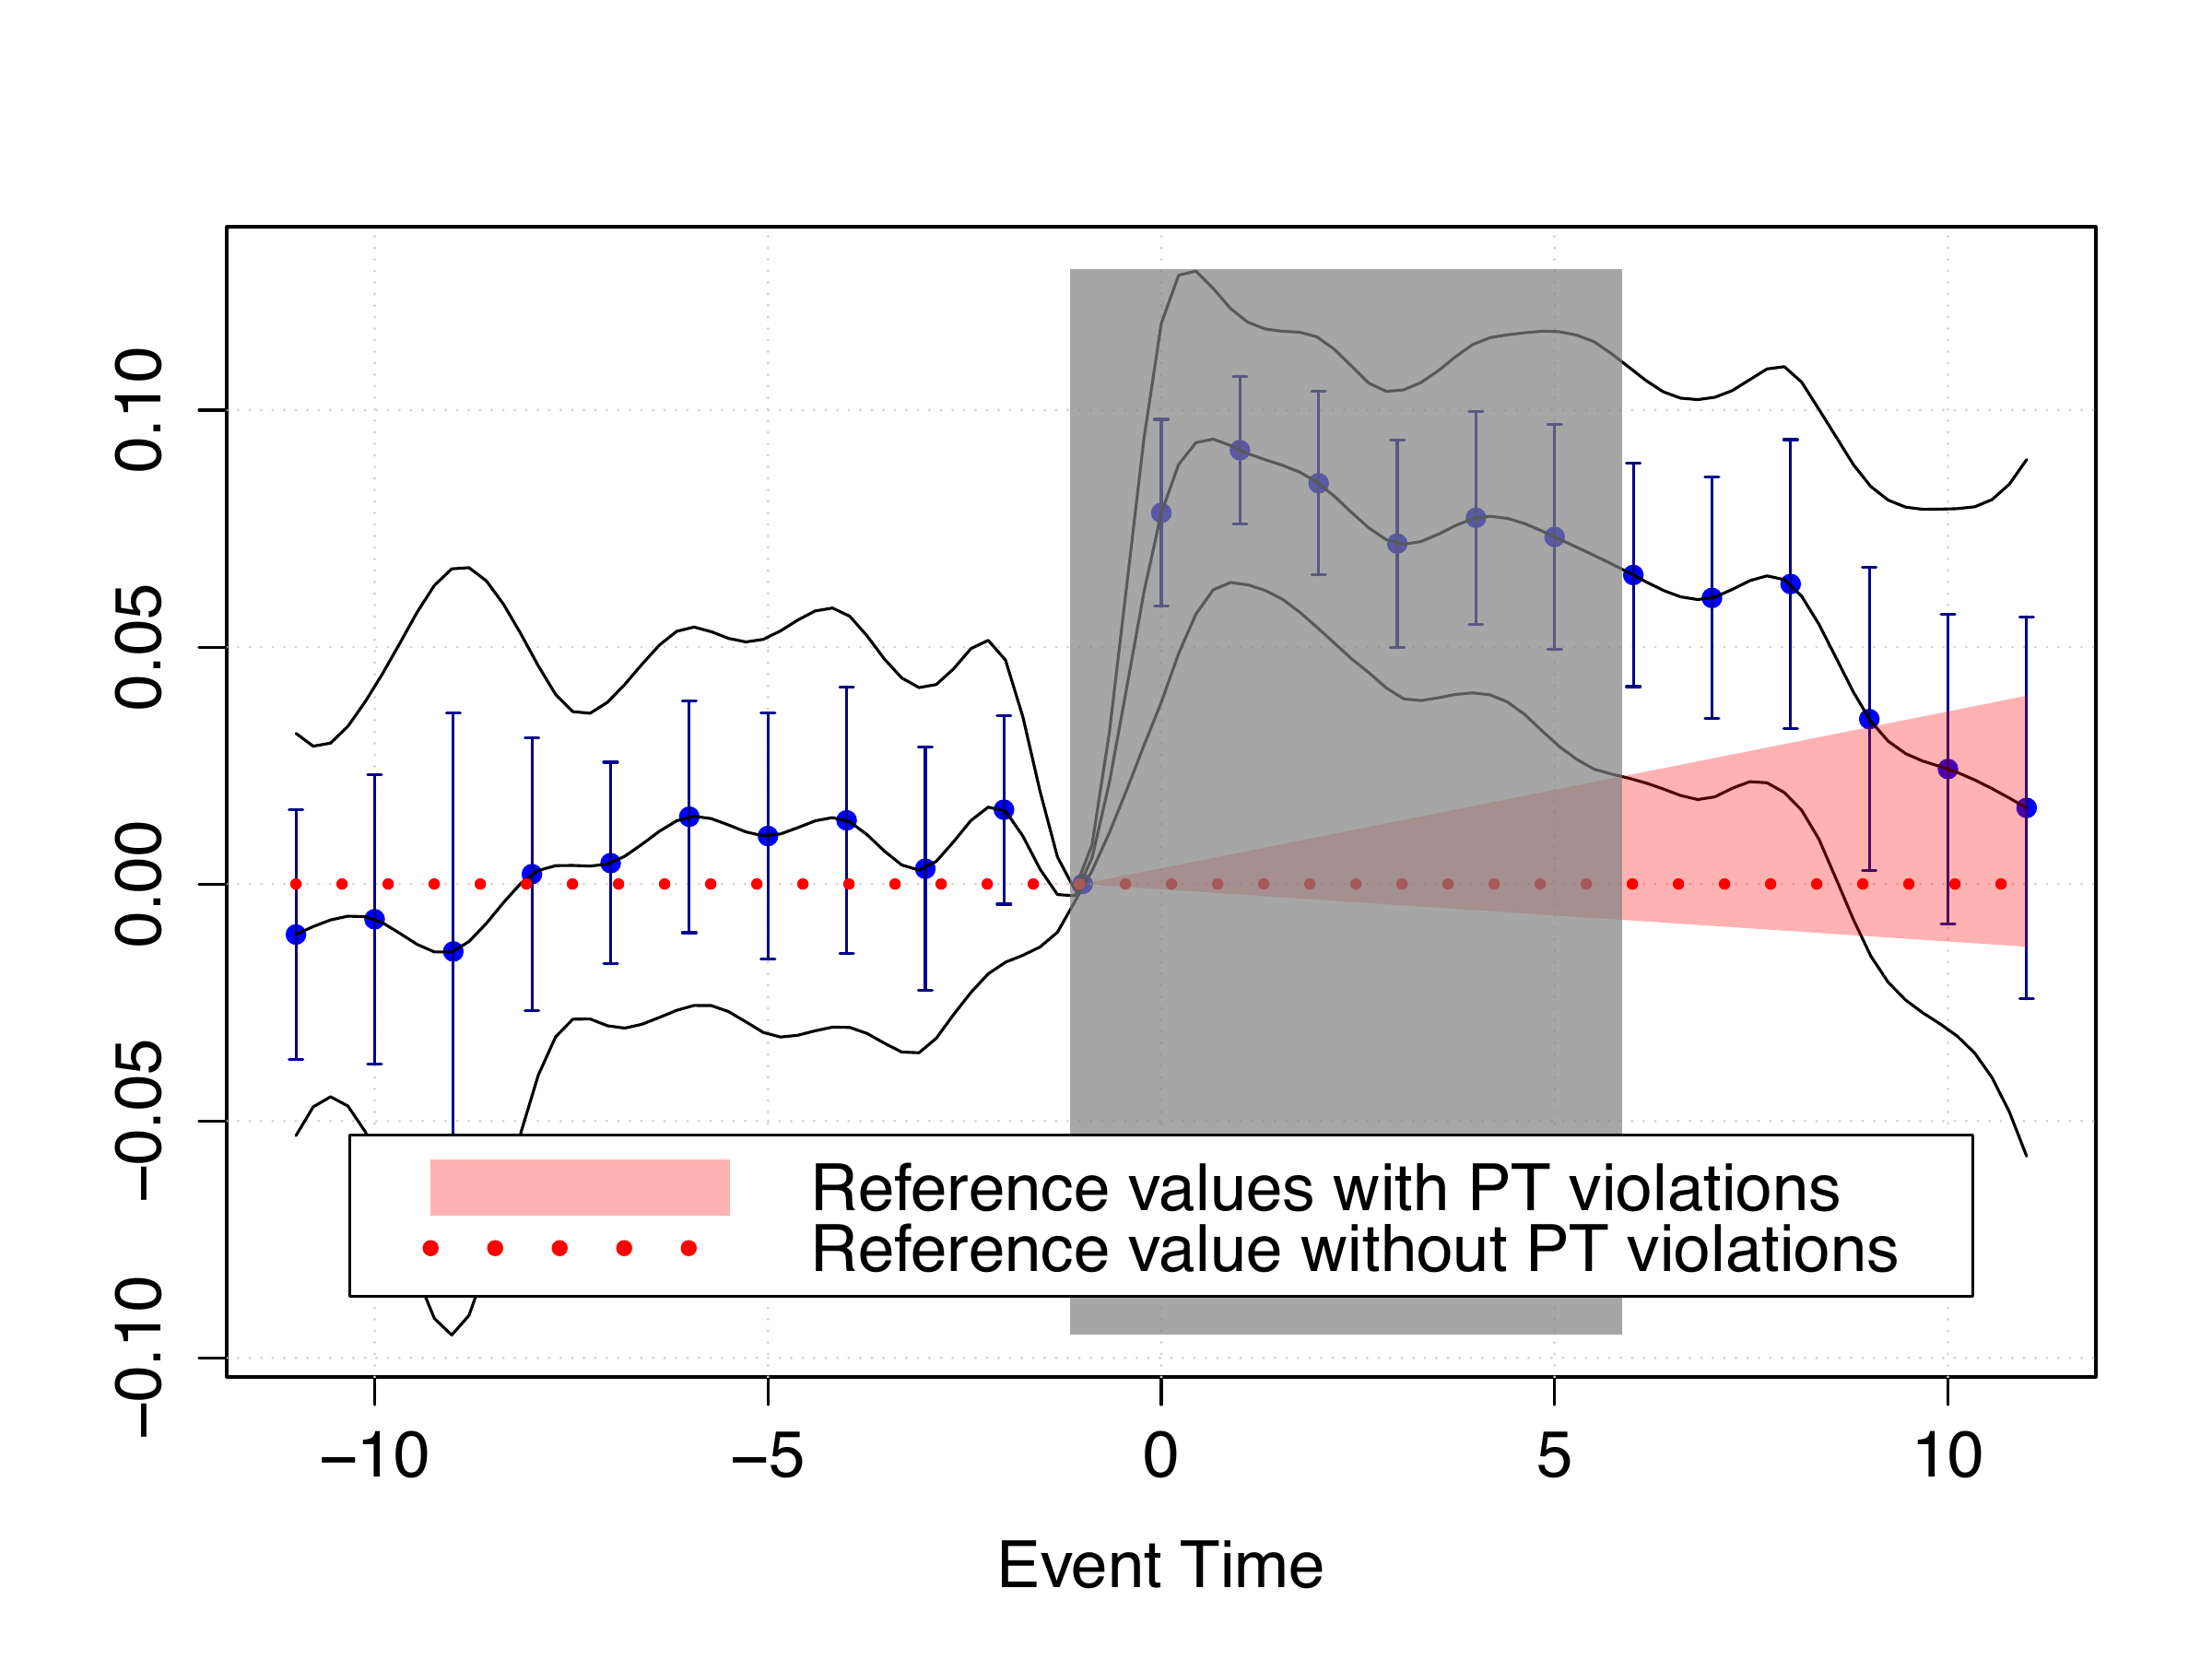 0.10
0.05
0.00
−0.05
−0.10
Reference values with PT violations
Reference value without PT violations
−10 −5 0 5 10
Event Time